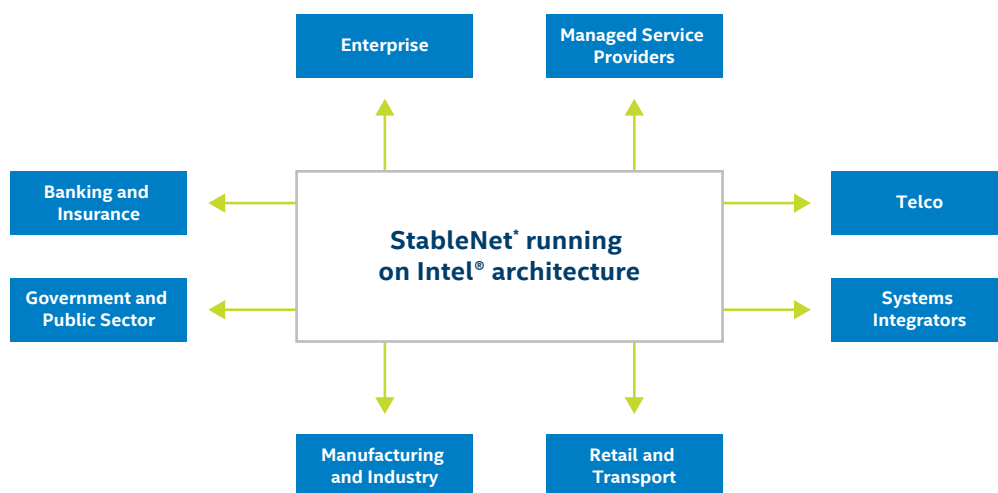 Enterprise
Managed Service
Providers
Banking and
Insurance
StableNet* running
on Intel® architecture
Telco
Government and
Public Sector
Systems
Integrators
Manufacturing
and Industry
Retail and
Transport